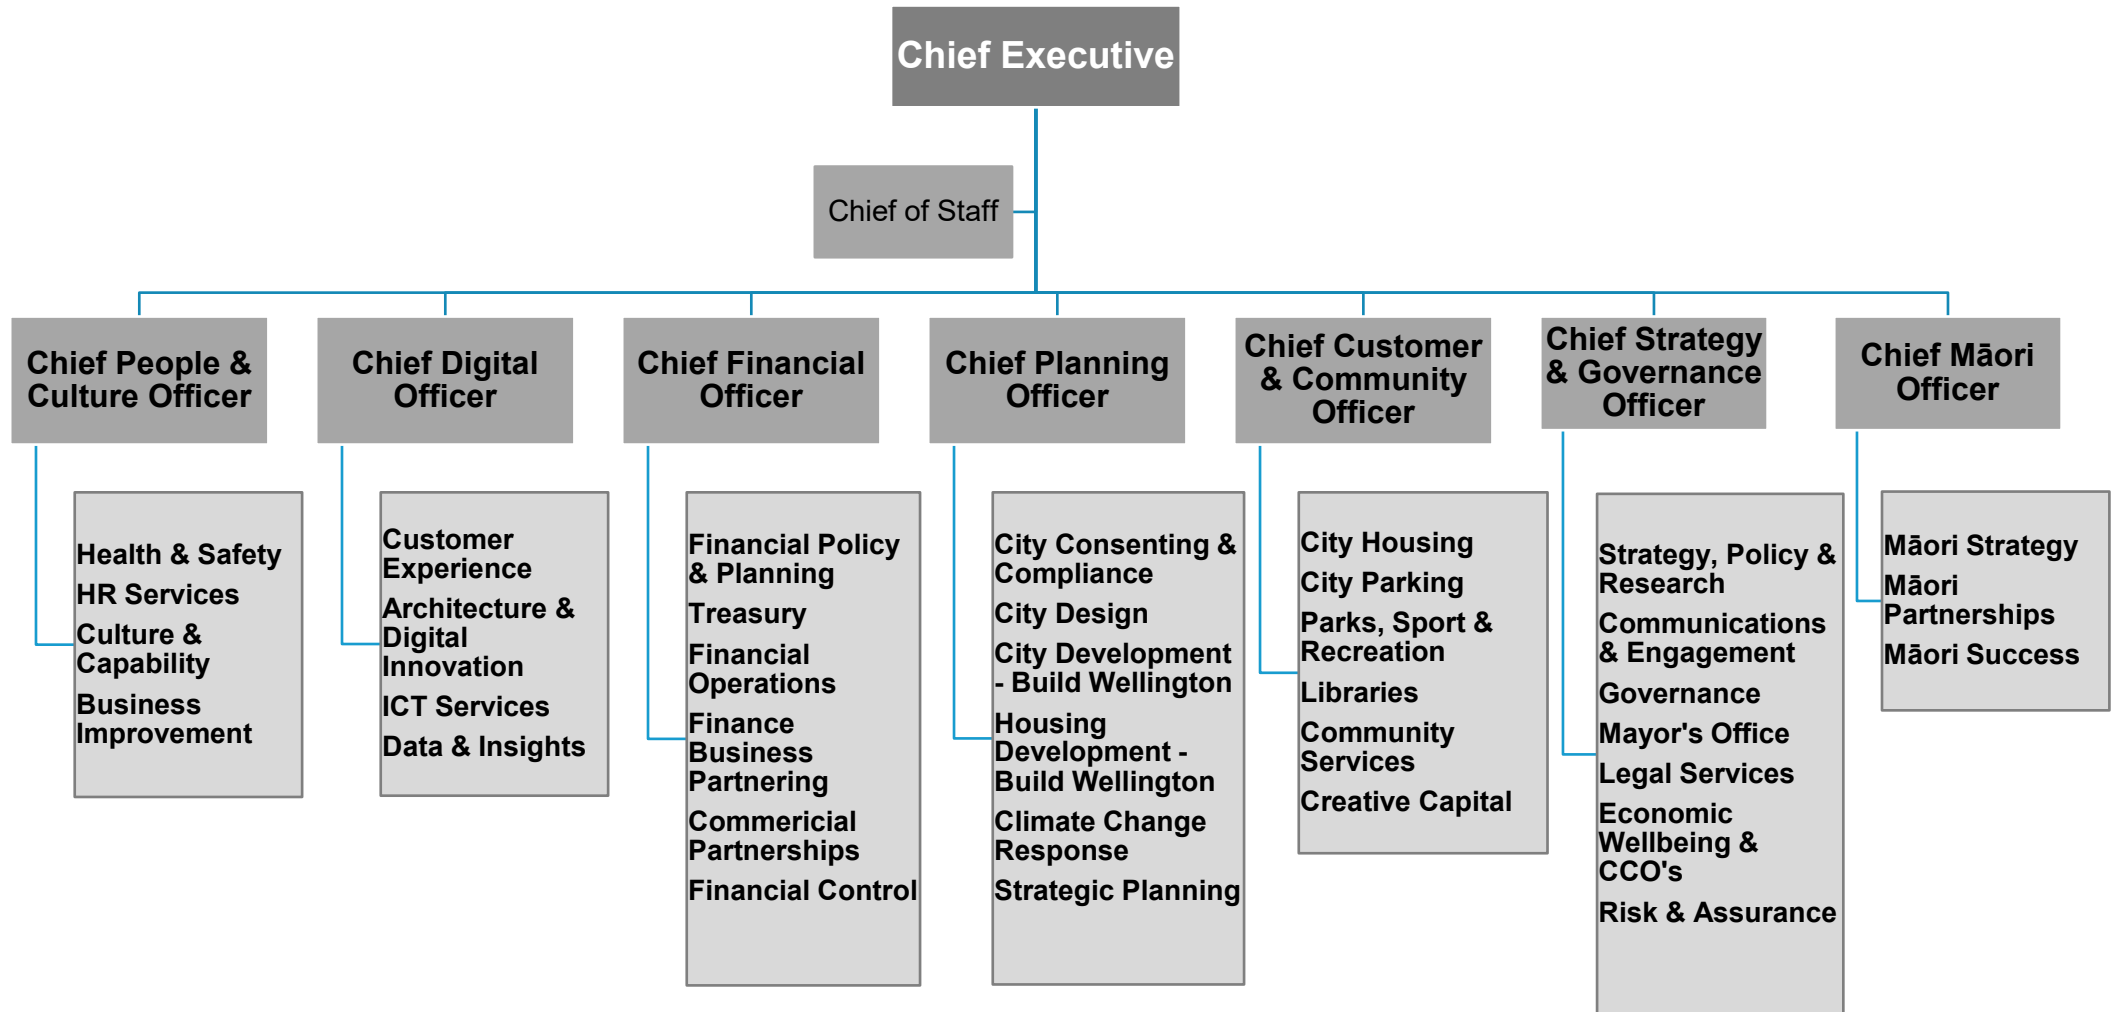 Chief Executive
Chief of Staff
Chief People &
Culture Officer
Chief Digital
Officer
Chief Financial
Officer
Chief Planning
Officer
Chief Customer
& Community
Officer
Chief Strategy
& Governance
Officer
Chief Māori
Officer
Health & Safety
HR Services
Culture &
Capability
Business
Improvement
Customer
Experience
Architecture &
Digital
Innovation
ICT Services
Data & Insights
Financial Policy
& Planning
Treasury
Financial
Operations
Finance
Business
Partnering
Commericial
Partnerships
Financial Control
City Consenting &
Compliance
City Design
City Development
- Build Wellington
Housing
Development -
Build Wellington
Climate Change
Response
Strategic Planning
City Housing
City Parking
Parks, Sport &
Recreation
Libraries
Community
Services
Creative Capital
Strategy, Policy &
Research
Communications
& Engagement
Governance
Mayor's Office
Legal Services
Economic
Wellbeing &
CCO's
Risk & Assurance
Māori Strategy
Māori
Partnerships
Māori Success